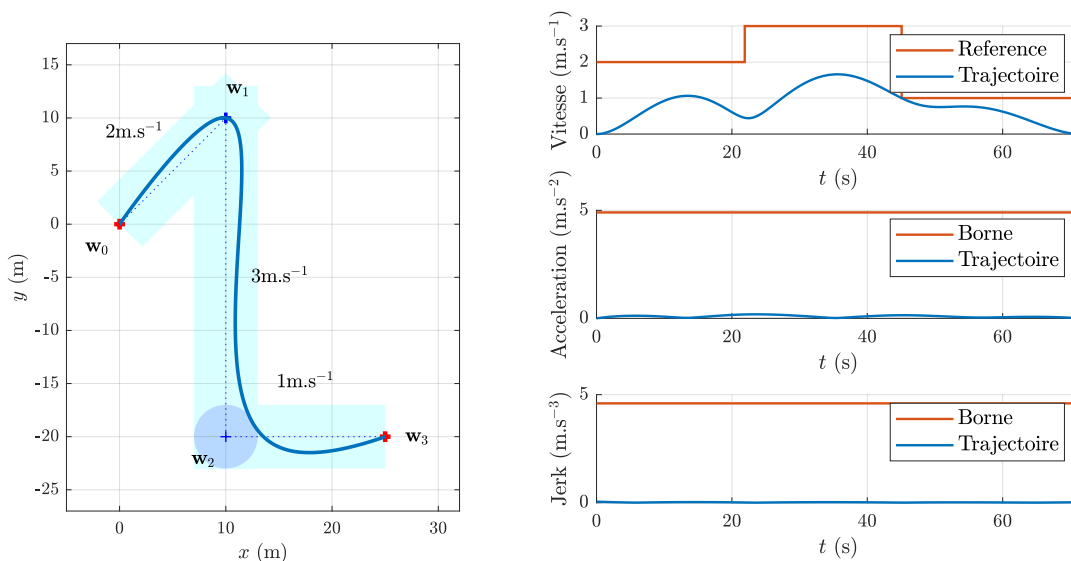 15
10
5
0
-5
-10
-15
-20
-25
0
10
20
30
x (m)
y (m)
w₀
w₁
w₂
w₃
2m.s⁻¹
3m.s⁻¹
1m.s⁻¹
3
2
1
0
0
20
40
60
t (s)
Vitesse (m.s⁻¹)
Reference
Trajectoire
5
0
0
20
40
60
t (s)
Acceleration (m.s⁻²)
Borne
Trajectoire
5
0
0
20
40
60
t (s)
Jerk (m.s⁻³)
Borne
Trajectoire